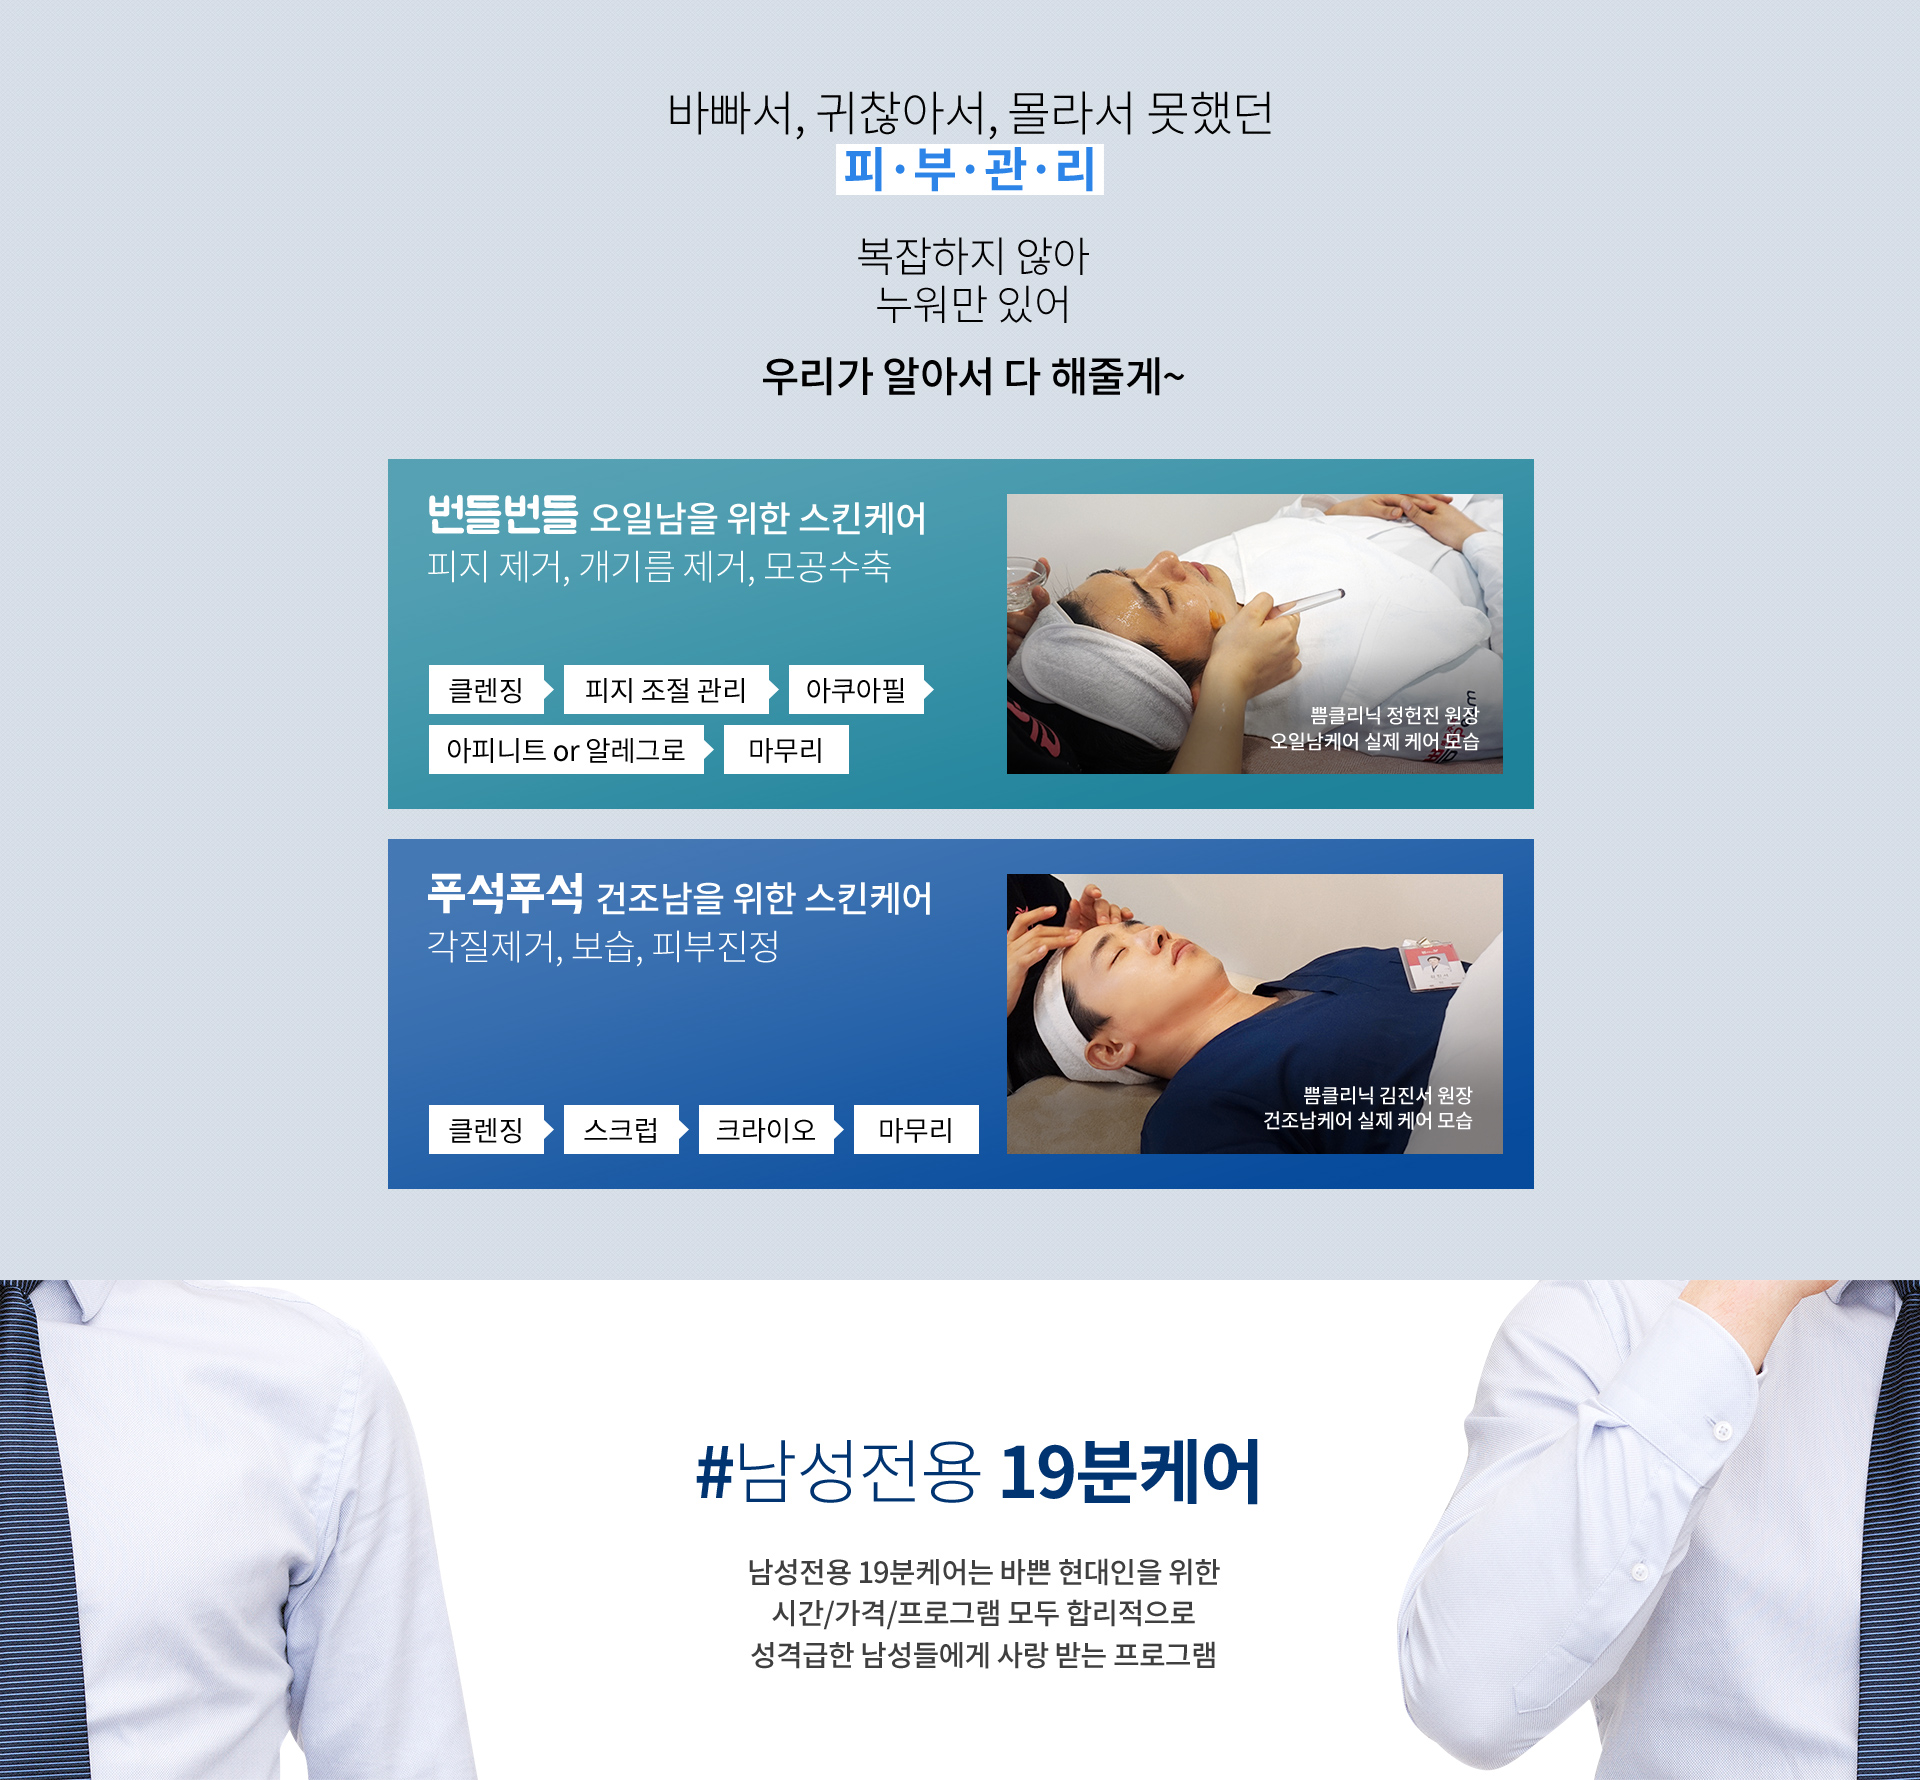 바빠서, 귀찮아서, 몰라서 못했던
피·부·관·리
복잡하지 않아
누워만 있어
우리가 알아서 다 해줄게~
번들번들 오일남을 위한 스킨케어
피지 제거, 개기름 제거, 모공수축
클렌징
피지 조절 관리
아쿠아필
아피니트 or 알레그로
마무리
쁨클리닉 정헌진 원장
오일남케어 실제 케어 모습
푸석푸석 건조남을 위한 스킨케어
각질제거, 보습, 피부진정
클렌징
스크럽
크라이오
마무리
쁨클리닉 김진서 원장
건조남케어 실제 케어 모습
#남성전용 19분케어
남성전용 19분케어는 바쁜 현대인을 위한
시간/가격/프로그램 모두 합리적으로
성격급한 남성들에게 사랑 받는 프로그램